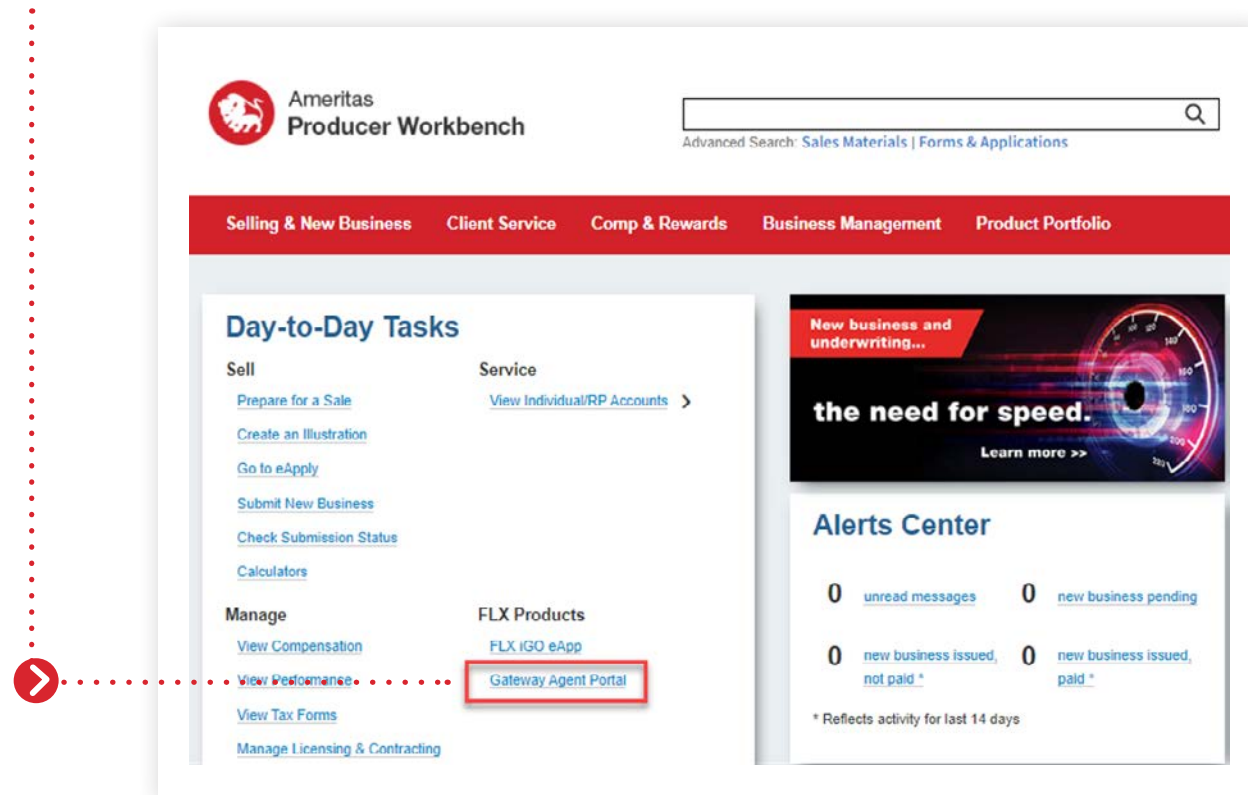 Ameritas
Producer Workbench
Advanced Search: Sales Materials | Forms & Applications
Selling & New Business Client Service Comp & Rewards Business Management Product Portfolio
Day-to-Day Tasks
Sell
Prepare for a Sale
Create an Illustration
Go to eApply
Submit New Business
Check Submission Status
Calculators
Service
View Individual/RP Accounts
Manage
View Compensation
View Performance
View Tax Forms
Manage Licensing & Contracting
FLX Products
FLX iGO eApp
Gateway Agent Portal
New business and
underwriting...
the need for speed.
Learn more >>
Alerts Center
0 unread messages
0 new business pending
0 new business issued,
not paid *
0 new business issued,
paid *
* Reflects activity for last 14 days